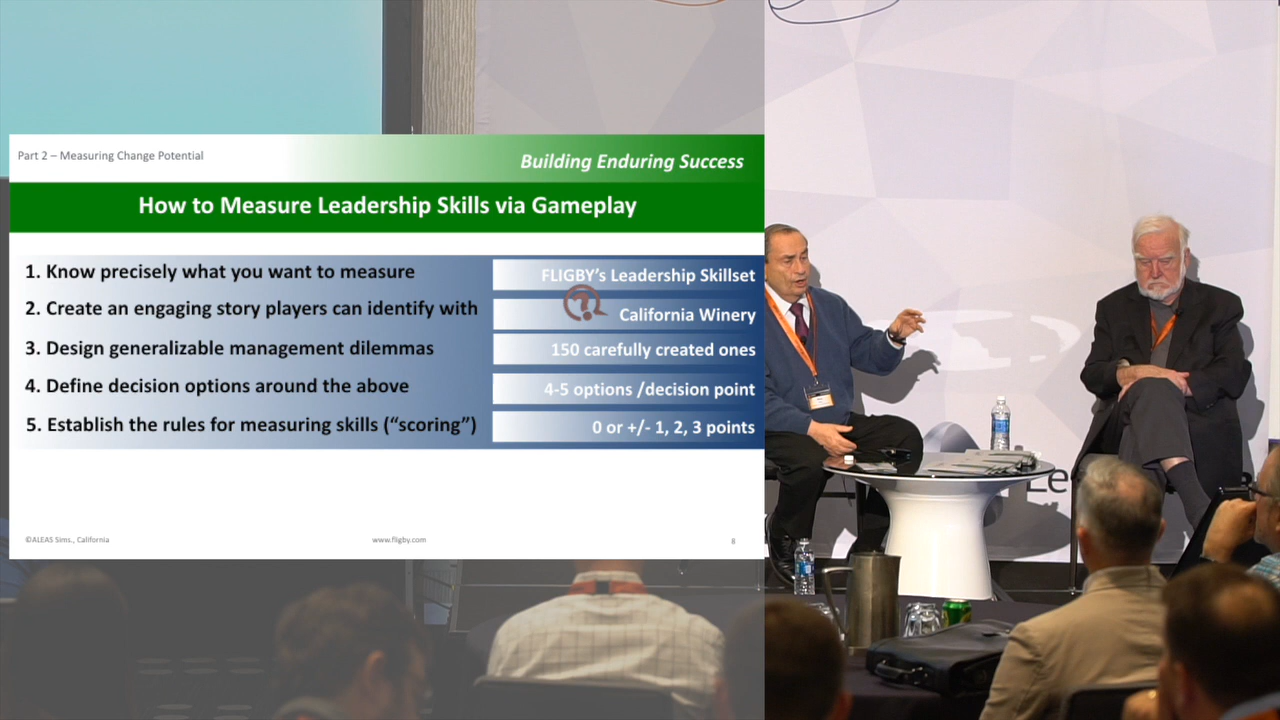 Part 2 – Measuring Change Potential
Building Enduring Success
How to Measure Leadership Skills via Gameplay
1. Know precisely what you want to measure
FLIGBY's Leadership Skillset
2. Create an engaging story players can identify with
California Winery
3. Design generalizable management dilemmas
150 carefully created ones
4. Define decision options around the above
4-5 options /decision point
5. Establish the rules for measuring skills (“scoring”)
0 or +/- 1, 2, 3 points
Le
©ALEAS Sims., California
www.fligby.com
8